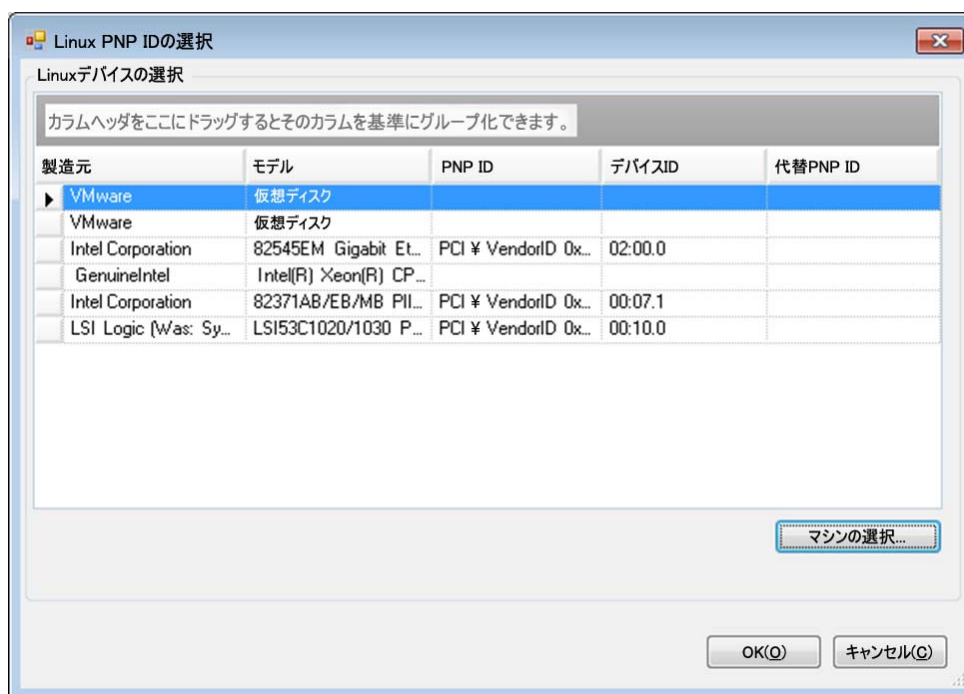 Linux PNP IDの選択
Linuxデバイスの選択
カラムヘッダをここにドラッグするとそのカラムを基準にグループ化できます。
製造元 モデル PNP ID デバイスID 代替PNP ID
VMware 仮想ディスク
VMware 仮想ディスク
Intel Corporation 82545EM Gigabit Et... PCI ¥ VendorID 0x... 02:00.0
GenuineIntel Intel(R) Xeon(R) CP...
Intel Corporation 82371AB/EB/MB PII... PCI ¥ VendorID 0x... 00:07.1
LSI Logic (Was: Sy... LSI53C1020/1030 P... PCI ¥ VendorID 0x... 00:10.0
マシンの選択...
OK(O) キャンセル(C)